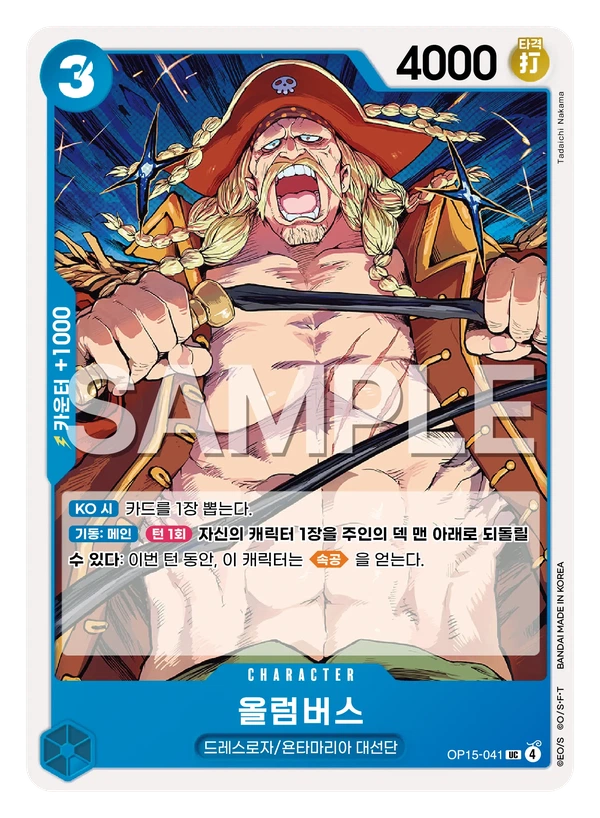 3
4000
타격
打
Tadaichi Nakama
카운터 +1000
SAMPLE
KO 시 카드를 1장 뽑는다.
기동: 메인 턴 1회 자신의 캐릭터 1장을 주인의 덱 맨 아래로 되돌릴
수 있다: 이번 턴 동안, 이 캐릭터는 속공 을 얻는다.
CHARACTER
올럼버스
드레스로자/욘타마리아 대선단
OP15-041 UC 4
©EO/S ©O/S·F·T BANDAI MADE IN KOREA